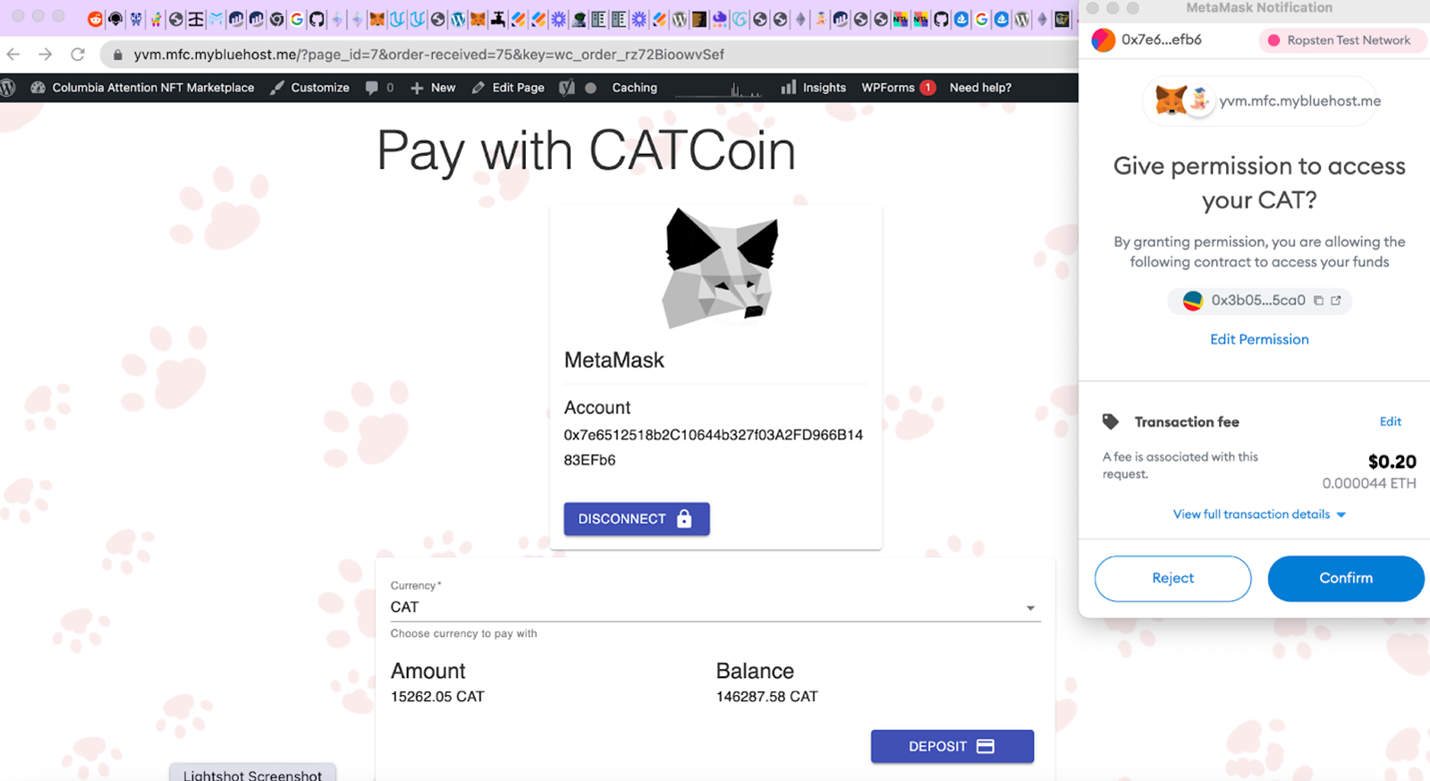 yvm.mfc.mybluehost.me/?page_id=7&order-received=75&key=wc_order_rz72BioowvSef
Columbia Attention NFT Marketplace Customize 0 New Edit Page Caching Insights WPForms 1 Need help?
Pay with CATCoin
MetaMask
Account
0x7e6512518b2C10644b327f03A2FD966B14
83EFb6
DISCONNECT
Currency*
CAT
Choose currency to pay with
Amount
15262.05 CAT
Balance
146287.58 CAT
DEPOSIT
Lightshot Screenshot
MetaMask Notification
0x7e6...efb6 Ropsten Test Network
yvm.mfc.mybluehost.me
Give permission to access
your CAT?
By granting permission, you are allowing the
following contract to access your funds
0x3b05...5ca0
Edit Permission
Transaction fee Edit
A fee is associated with this
request.
$0.20
0.000044 ETH
View full transaction details
Reject Confirm